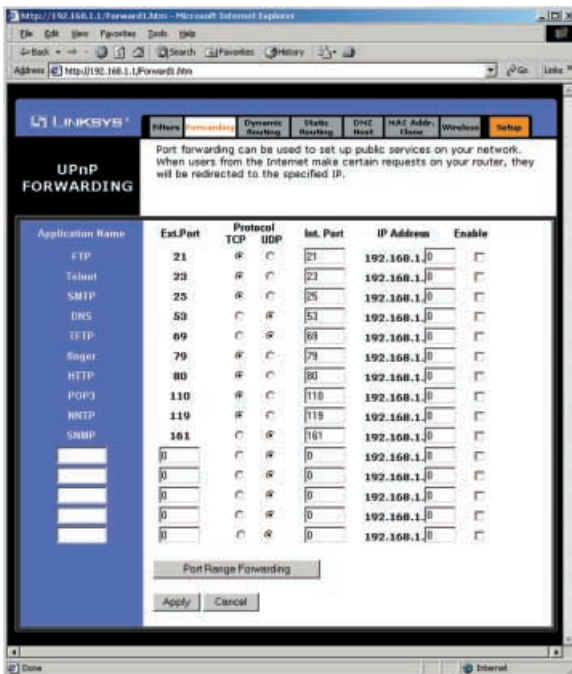 http://192.168.1.1/Forward1.htm - Microsoft Internet Explorer
File Edit View Favorites Tools Help
Back Search Favorites History
Address http://192.168.1.1/Forward1.htm Go Links »
LINKSYS®
Filters Forwarding Dynamic Routing Static Routing DMZ Host MAC Addr. Clone Wireless Setup
UPnP FORWARDING
Port forwarding can be used to set up public services on your network.
When users from the Internet make certain requests on your router, they
will be redirected to the specified IP.
Application Name Ext.Port Protocol TCP UDP Int. Port IP Address Enable
FTP 21 21 192.168.1.0
Telnet 23 23 192.168.1.0
SMTP 25 25 192.168.1.0
DNS 53 53 192.168.1.0
TFTP 69 69 192.168.1.0
finger 79 79 192.168.1.0
HTTP 80 80 192.168.1.0
POP3 110 110 192.168.1.0
NNTP 119 119 192.168.1.0
SNMP 161 161 192.168.1.0
0 0 192.168.1.0
0 0 192.168.1.0
0 0 192.168.1.0
0 0 192.168.1.0
0 0 192.168.1.0
Port Range Forwarding
Apply Cancel
Done Internet